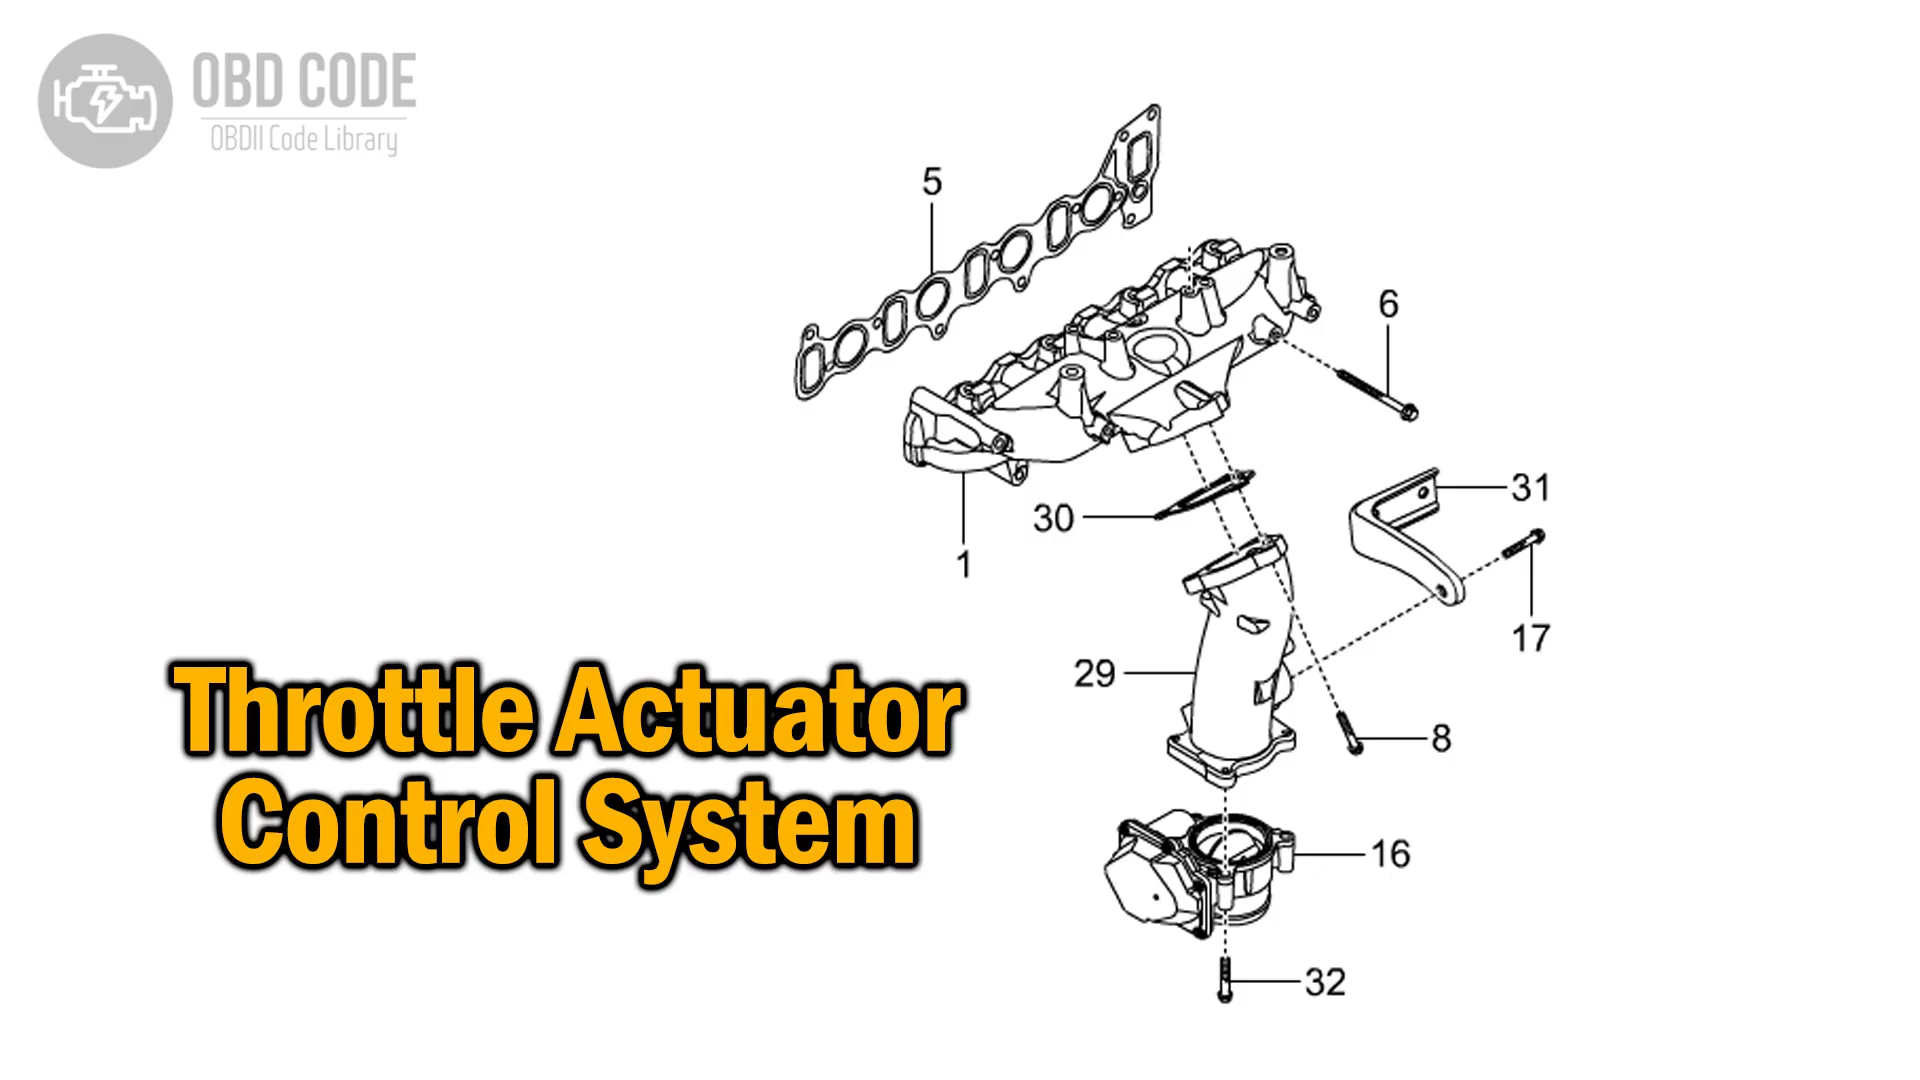 OBD CODE
OBDII Code Library
5
6
31
30
1
17
29
8
Throttle Actuator
Control System
16
32